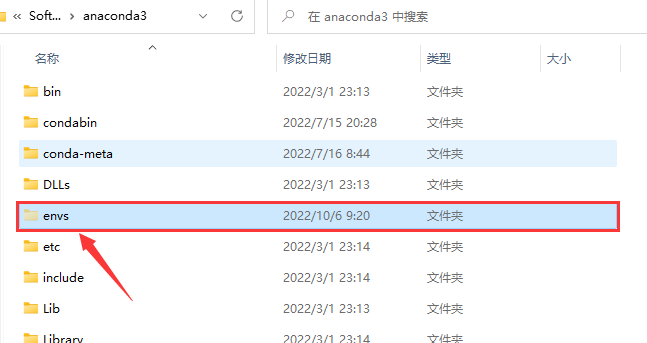 « Soft... › anaconda3
在 anaconda3 中搜索
名称 修改日期 类型 大小
bin 2022/3/1 23:13 文件夹
condabin 2022/7/15 20:28 文件夹
conda-meta 2022/7/16 8:44 文件夹
DLLs 2022/3/1 23:13 文件夹
envs 2022/10/6 9:20 文件夹
etc 2022/3/1 23:14 文件夹
include 2022/3/1 23:14 文件夹
Lib 2022/3/1 23:13 文件夹
Library 2022/3/1 23:14 文件夹